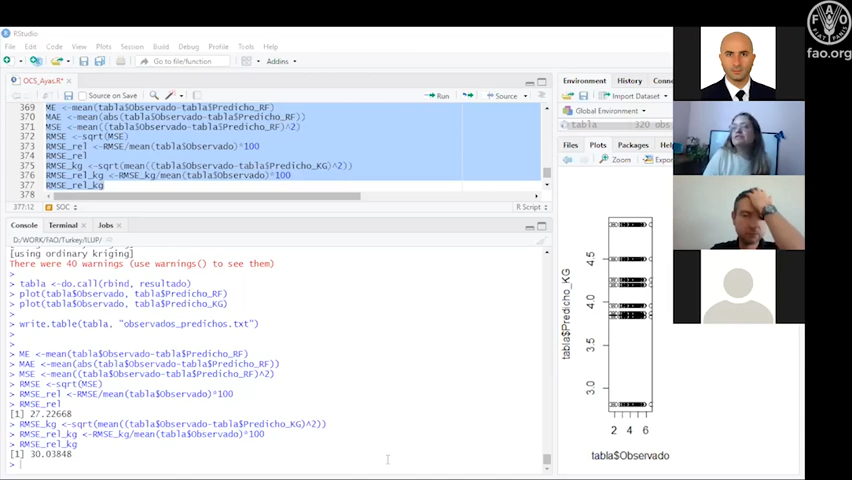 RStudio
File Edit Code View Plots Session Build Debug Profile Tools Help
Go to file/function
Addins
OCS_Ayas.R*
Source on Save
Run
Source
369 ME <-mean(tabla$Observado-tabla$Predicho_RF)
370 MAE <-mean(abs(tabla$Observado-tabla$Predicho_RF))
371 MSE <-mean((tabla$Observado-tabla$Predicho_RF)^2)
372 RMSE <-sqrt(MSE)
373 RMSE_rel <-RMSE/mean(tabla$Observado)*100
374 RMSE_rel
375 RMSE_kg <-sqrt(mean((tabla$Observado-tabla$Predicho_KG)^2))
376 RMSE_rel_kg <-RMSE_kg/mean(tabla$Observado)*100
377 RMSE_rel_kg
378
377:12 SOC R Script
Console Terminal Jobs
D:/WORK/FAO/Turkey/ILUP/
[using ordinary kriging]
There were 40 warnings (use warnings() to see them)
>
> tabla <-do.call(rbind, resultado)
> plot(tabla$Observado, tabla$Predicho_RF)
> plot(tabla$Observado, tabla$Predicho_KG)
>
> write.table(tabla, "observados_predichos.txt")
>
>
> ME <-mean(tabla$Observado-tabla$Predicho_RF)
> MAE <-mean(abs(tabla$Observado-tabla$Predicho_RF))
> MSE <-mean((tabla$Observado-tabla$Predicho_RF)^2)
> RMSE <-sqrt(MSE)
> RMSE_rel <-RMSE/mean(tabla$Observado)*100
> RMSE_rel
[1] 27.22668
> RMSE_kg <-sqrt(mean((tabla$Observado-tabla$Predicho_KG)^2))
> RMSE_rel_kg <-RMSE_kg/mean(tabla$Observado)*100
> RMSE_rel_kg
[1] 30.03848
>
Environment History Conne
Import Dataset
Global Environment
tabla 320 obs
Files Plots Packages
Zoom Expor
tabla$Predicho_KG
4.5
4.0
3.5
3.0
2 4 6
tabla$Observado
FAO
FIAT PANIS
fao.org